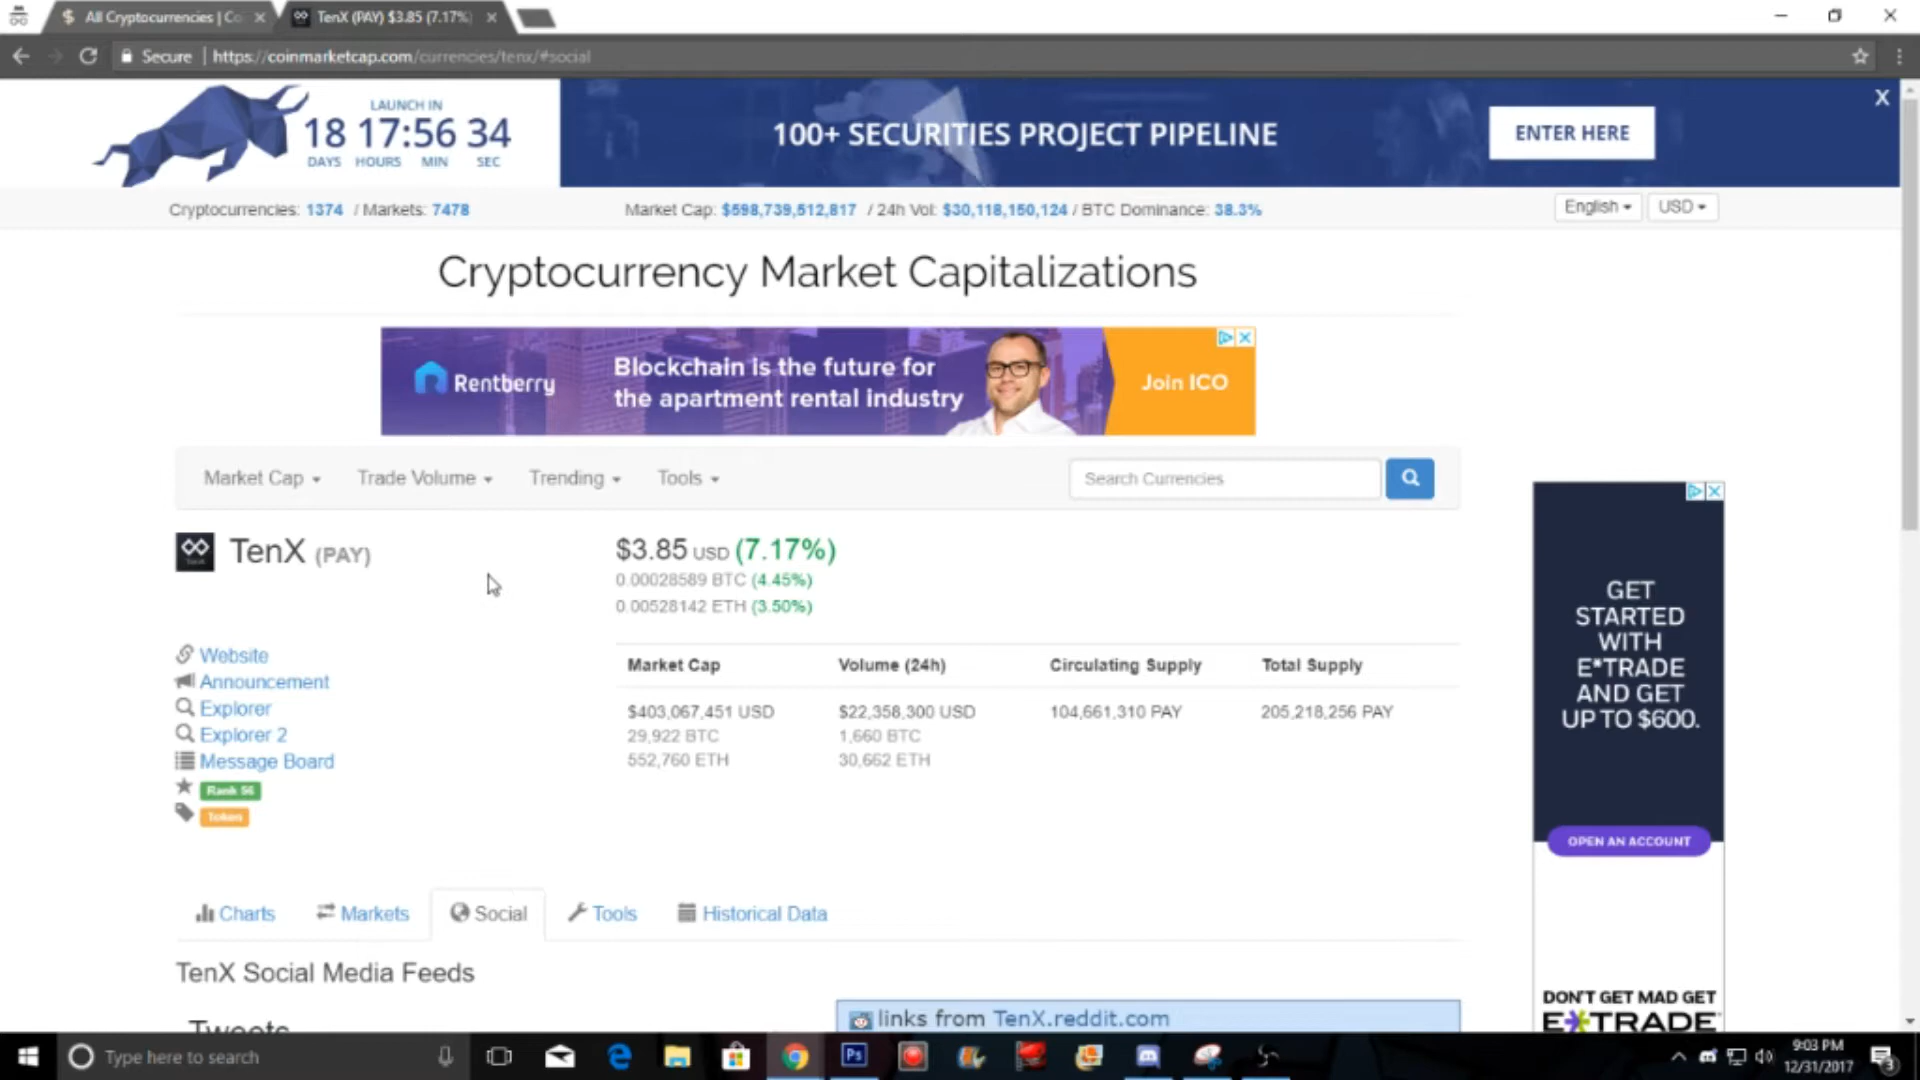 All Cryptocurrencies | Co
TenX (PAY) $3.85 (7.17%)
Secure | https://coinmarketcap.com/currencies/tenx/#social
LAUNCH IN
18 17:56 34
DAYS HOURS MIN SEC
100+ SECURITIES PROJECT PIPELINE
ENTER HERE
X
Cryptocurrencies: 1374 / Markets: 7478
Market Cap: $598,739,512,817 / 24h Vol: $30,118,150,124 / BTC Dominance: 38.3%
English
USD
Cryptocurrency Market Capitalizations
Rentberry
Blockchain is the future for
the apartment rental industry
Join ICO
Market Cap
Trade Volume
Trending
Tools
Search Currencies
TenX (PAY)
$3.85 USD (7.17%)
0.00028589 BTC (4.45%)
0.00528142 ETH (3.50%)
Website
Announcement
Explorer
Explorer 2
Message Board
Rank 56
Token
Market Cap Volume (24h) Circulating Supply Total Supply
$403,067,451 USD $22,358,300 USD 104,661,310 PAY 205,218,256 PAY
29,922 BTC 1,660 BTC
552,760 ETH 30,662 ETH
GET
STARTED
WITH
E*TRADE
AND GET
UP TO $600.
OPEN AN ACCOUNT
DON'T GET MAD GET
E*TRADE
Charts
Markets
Social
Tools
Historical Data
TenX Social Media Feeds
Tweets
links from TenX.reddit.com
Type here to search
Ps
9:03 PM
12/31/2017
3